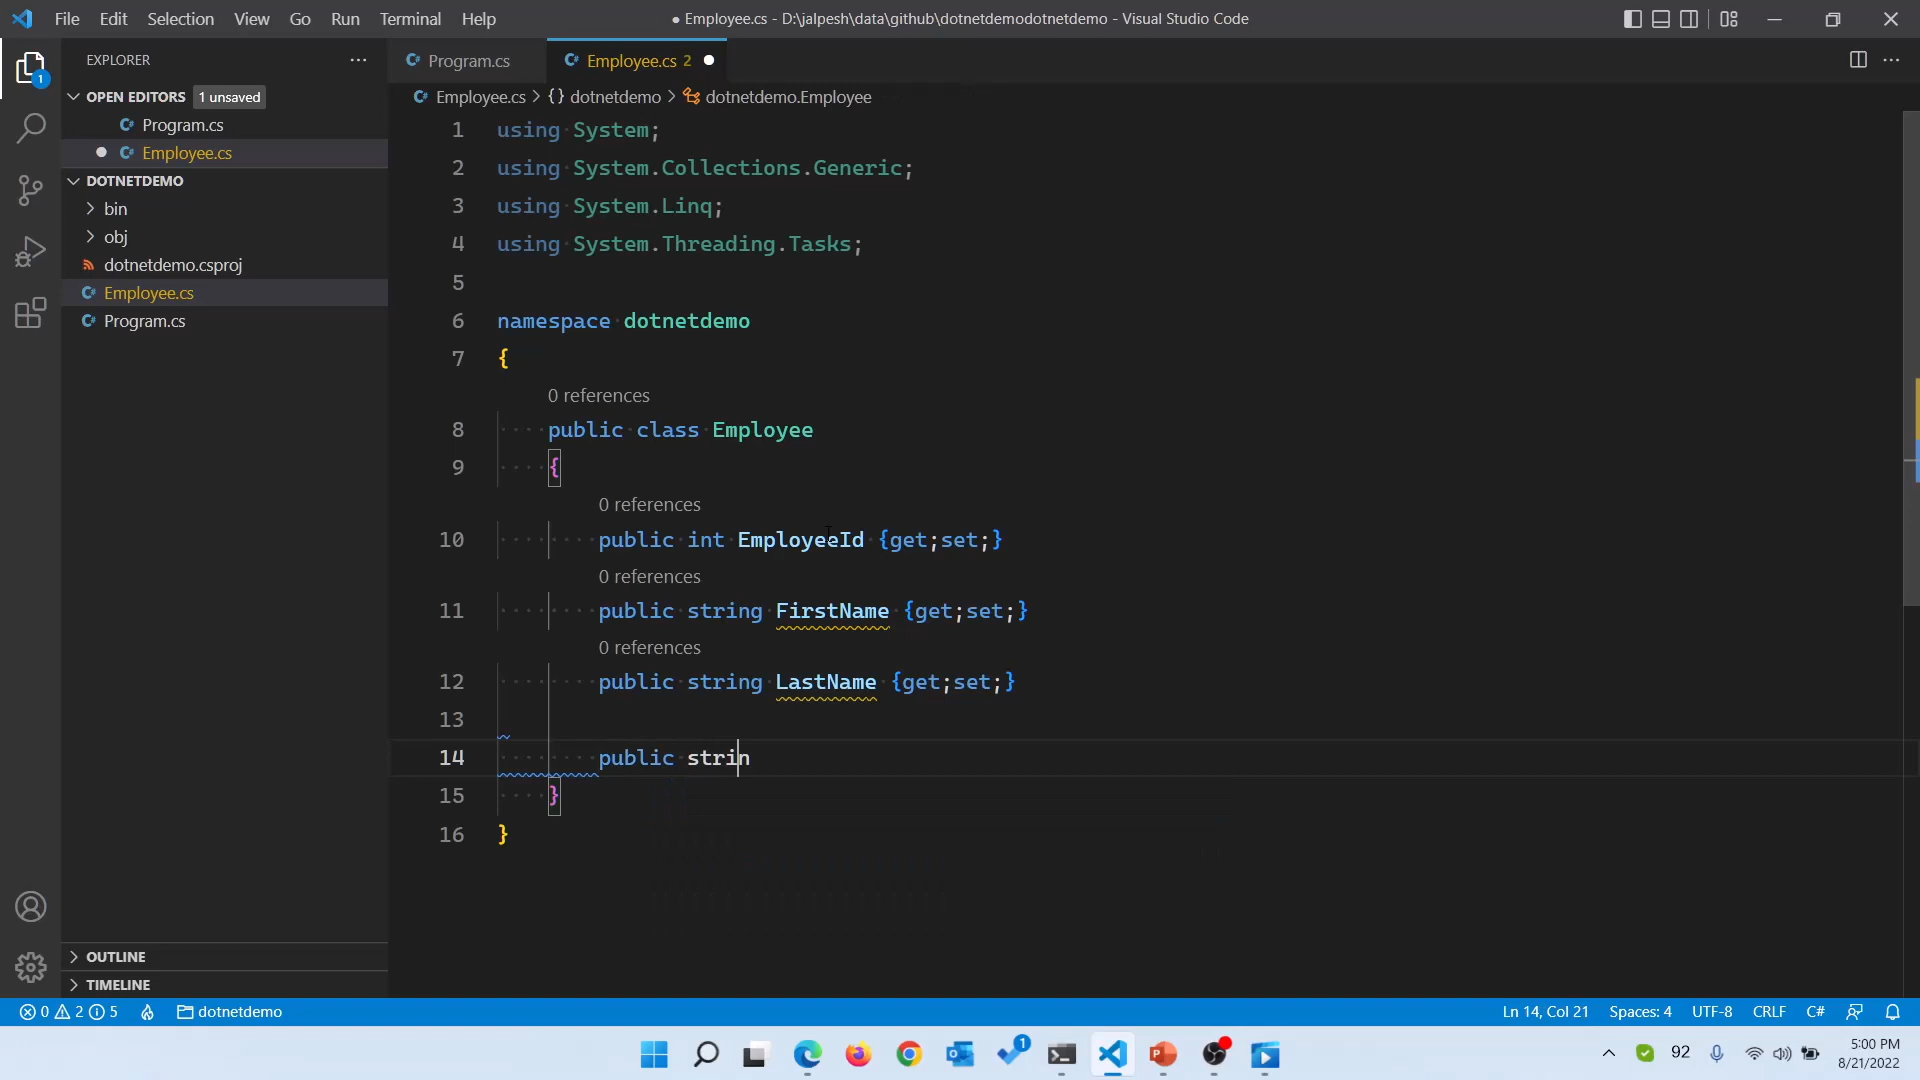 File Edit Selection View Go Run Terminal Help
● Employee.cs - D:\jalpesh\data\github\dotnetdemodotnetdemo - Visual Studio Code
EXPLORER
OPEN EDITORS 1 unsaved
Program.cs
Employee.cs
DOTNETDEMO
bin
obj
dotnetdemo.csproj
Employee.cs
Program.cs
OUTLINE
TIMELINE
1
Program.cs
Employee.cs 2
Employee.cs > {} dotnetdemo > dotnetdemo.Employee
1 using System;
2 using System.Collections.Generic;
3 using System.Linq;
4 using System.Threading.Tasks;
5
6 namespace dotnetdemo
7 {
0 references
8 public class Employee
9 {
0 references
10 public int EmployeeId {get;set;}
0 references
11 public string FirstName {get;set;}
0 references
12 public string LastName {get;set;}
13
14 public strin
15 }
16 }
0 2 5 dotnetdemo
Ln 14, Col 21 Spaces: 4 UTF-8 CRLF C#
1
92
5:00 PM
8/21/2022